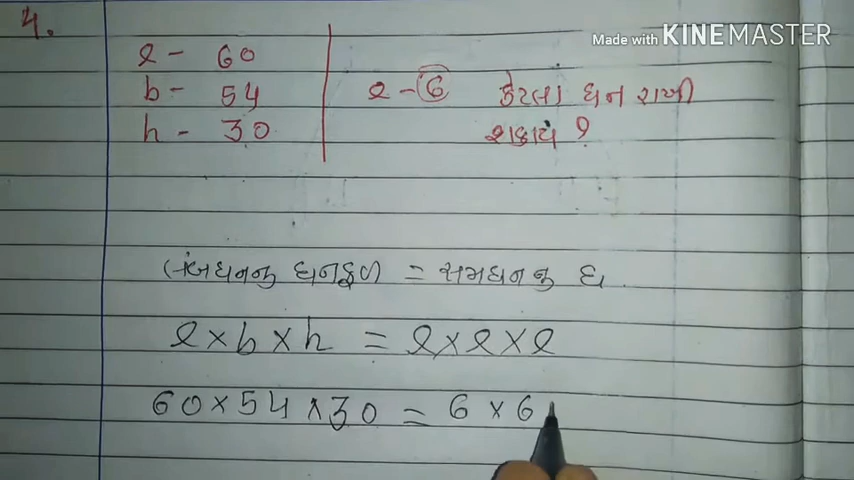 Made with KINEMASTER
4.
l - 60
b - 54
h - 30
l - 6 કેટલા ઘન રાખી
શકાય ?
લંબઘનનુ ઘનફળ = સમઘનનુ ઘ
l × b × h = l × l × l
60 × 54 × 30 = 6 × 6